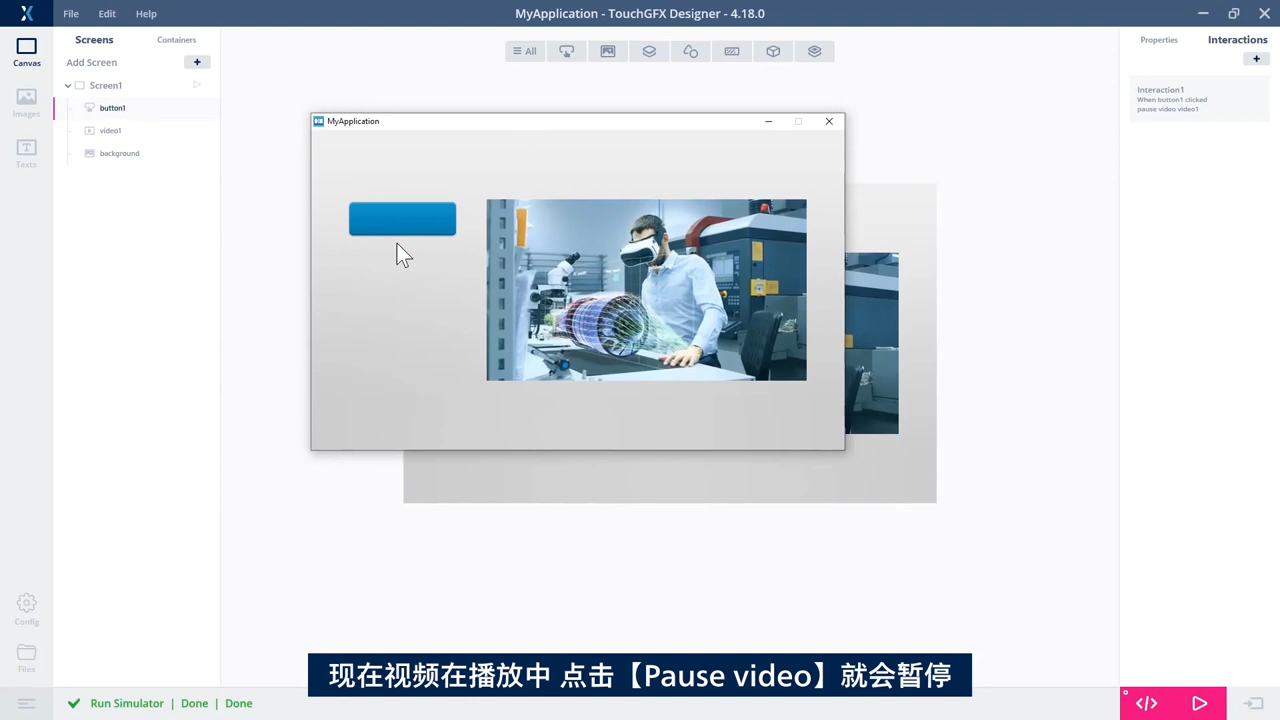 File Edit Help
MyApplication - TouchGFX Designer - 4.18.0
Canvas
Images
Texts
Config
Files
Screens Containers
Add Screen
Screen1
button1
video1
background
All
MyApplication
Properties Interactions
Interaction1
When button1 clicked
pause video video1
现在视频在播放中 点击【Pause video】就会暂停
Run Simulator | Done | Done